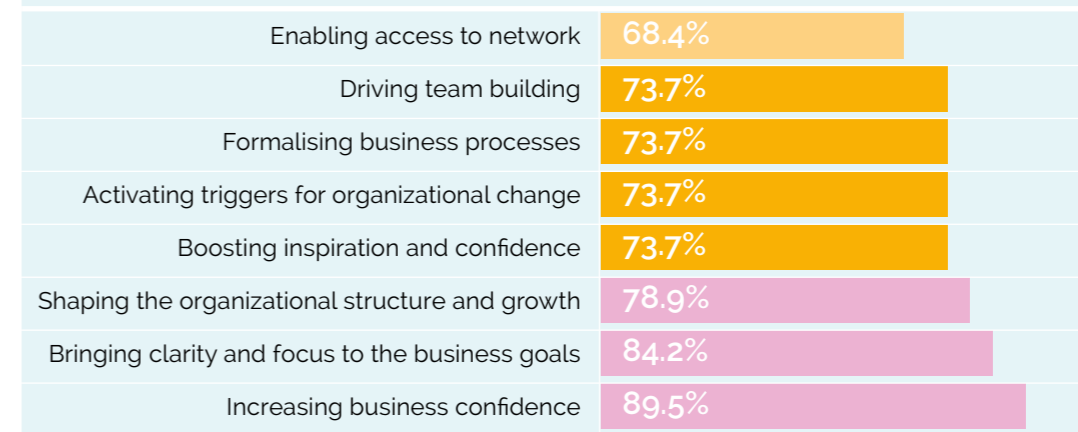 Enabling access to network 68.4%
Driving team building 73.7%
Formalising business processes 73.7%
Activating triggers for organizational change 73.7%
Boosting inspiration and confidence 73.7%
Shaping the organizational structure and growth 78.9%
Bringing clarity and focus to the business goals 84.2%
Increasing business confidence 89.5%